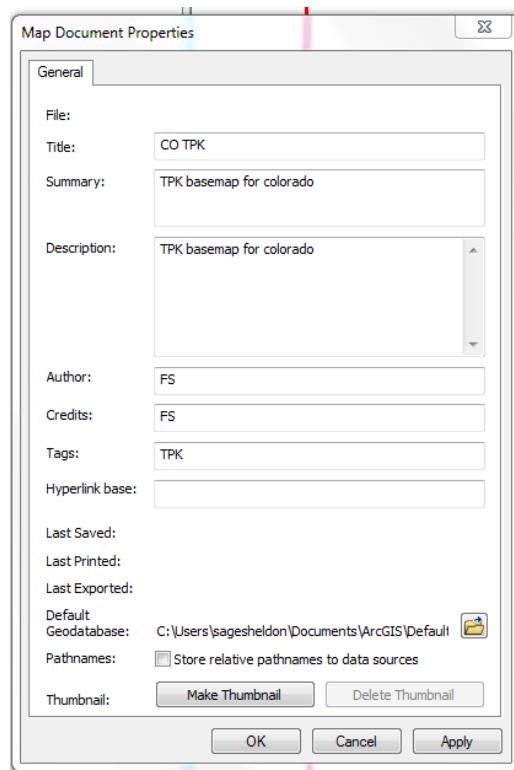 Map Document Properties
General
File:
Title: CO TPK
Summary: TPK basemap for colorado
Description: TPK basemap for colorado
Author: FS
Credits: FS
Tags: TPK
Hyperlink base:
Last Saved:
Last Printed:
Last Exported:
Default
Geodatabase: C:\Users\sagesheldon\Documents\ArcGIS\Default
Pathnames: Store relative pathnames to data sources
Thumbnail: Make Thumbnail Delete Thumbnail
OK Cancel Apply